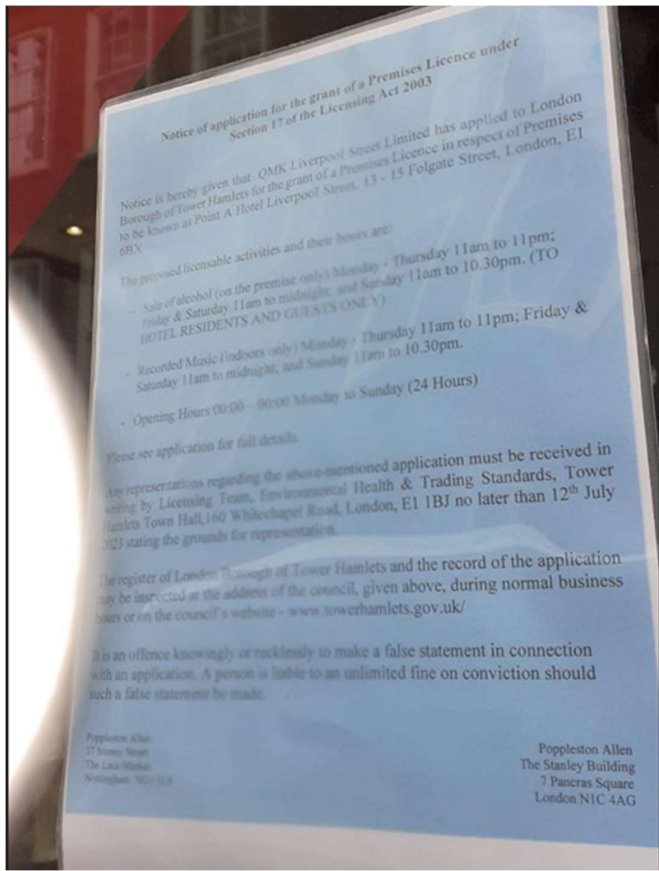 Notice of application for the grant of a Premises Licence under
Section 17 of the Licensing Act 2003
Notice is hereby given that QMK Liverpool Street Limited has applied to London
Borough of Tower Hamlets for the grant of a Premises Licence in respect of Premises
to be known as Point A Hotel Liverpool Street, 13 - 15 Folgate Street, London, E1
6BX
The proposed licensable activities and their hours are:
- Sale of alcohol (on the premise only) Monday - Thursday 11am to 11pm;
Friday & Saturday 11am to midnight; and Sunday 11am to 10.30pm. (TO
HOTEL RESIDENTS AND GUESTS ONLY)
- Recorded Music (indoors only) Monday - Thursday 11am to 11pm; Friday &
Saturday 11am to midnight; and Sunday 11am to 10.30pm.
- Opening Hours 00:00 – 00:00 Monday to Sunday (24 Hours)
Please see application for full details.
Any representations regarding the above-mentioned application must be received in
writing by Licensing Team, Environmental Health & Trading Standards, Tower
Hamlets Town Hall,160 Whitechapel Road, London, E1 1BJ no later than 12th July
2023 stating the grounds for representation.
The register of London Borough of Tower Hamlets and the record of the application
may be inspected at the address of the council, given above, during normal business
hours or on the council's website - www.towerhamlets.gov.uk/
It is an offence knowingly or recklessly to make a false statement in connection
with an application. A person is liable to an unlimited fine on conviction should
such a false statement be made.
Poppleston Allen
37 Stoney Street
The Lace Market
Nottingham
Poppleston Allen
The Stanley Building
7 Pancras Square
London N1C 4AG